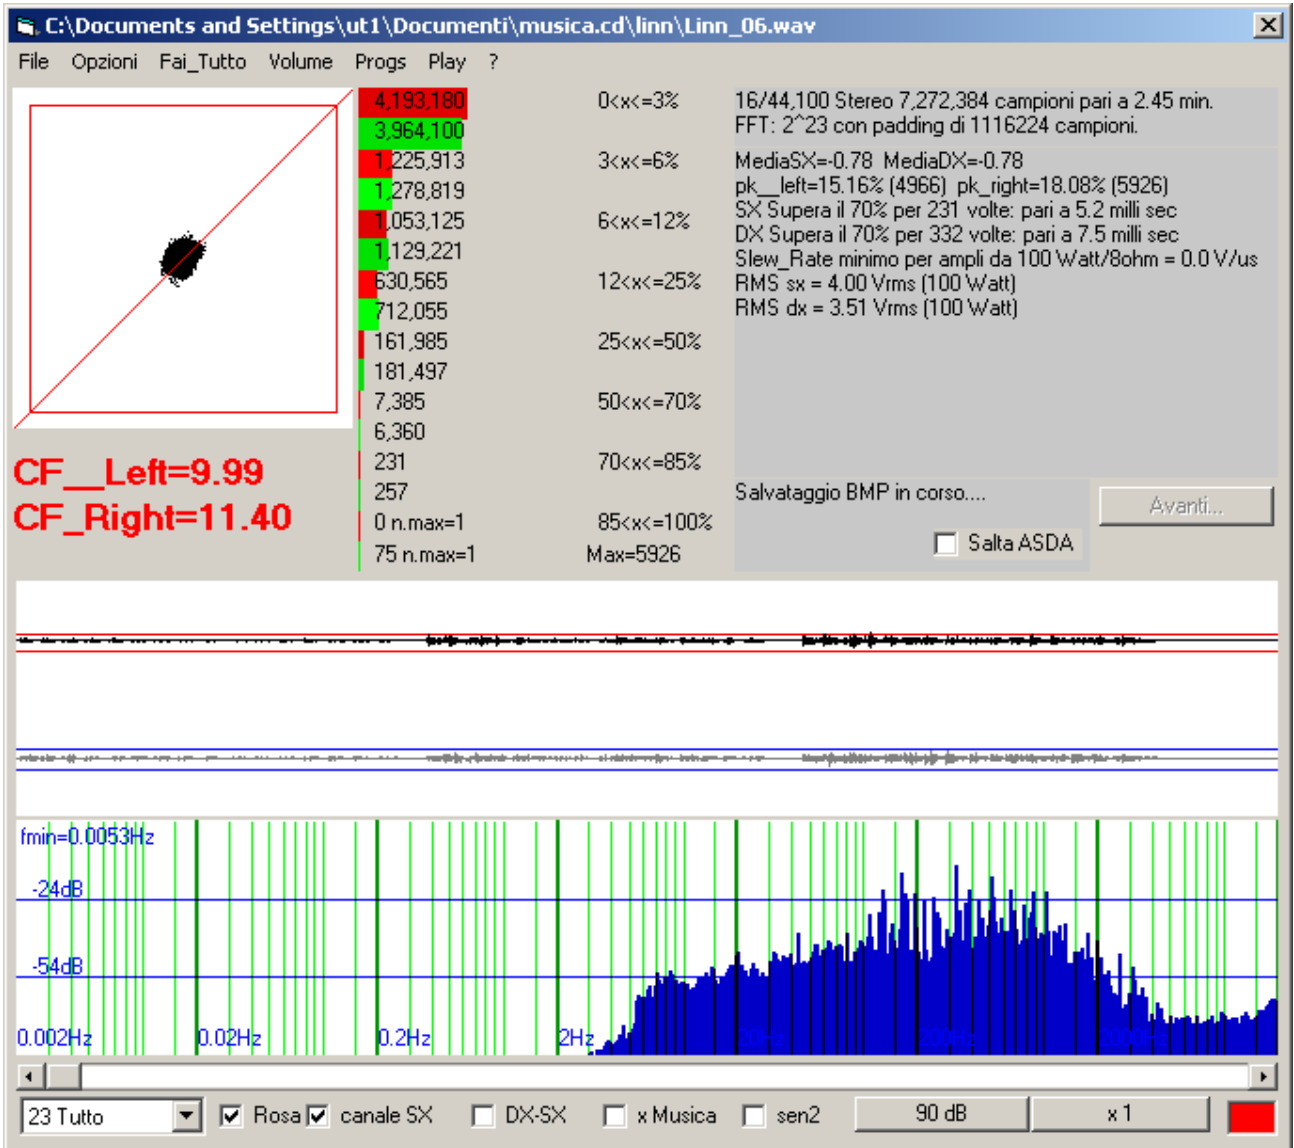 C:\Documents and Settings\ut1\Documenti\musica.cd\linn\Linn_06.wav
File Opzioni Fai_Tutto Volume Progs Play ?
4,193,180 0<x<=3%
3,964,100
1,225,913 3<x<=6%
1,278,819
1,053,125 6<x<=12%
1,129,221
630,565 12<x<=25%
712,055
161,985 25<x<=50%
181,497
7,385 50<x<=70%
6,360
231 70<x<=85%
257
0 n.max=1 85<x<=100%
75 n.max=1 Max=5926
16/44,100 Stereo 7,272,384 campioni pari a 2.45 min.
FFT: 2^23 con padding di 1116224 campioni.
MediaSX=-0.78 MediaDX=-0.78
pk__left=15.16% (4966) pk_right=18.08% (5926)
SX Supera il 70% per 231 volte: pari a 5.2 milli sec
DX Supera il 70% per 332 volte: pari a 7.5 milli sec
Slew_Rate minimo per ampli da 100 Watt/8ohm = 0.0 V/us
RMS sx = 4.00 Vrms (100 Watt)
RMS dx = 3.51 Vrms (100 Watt)
CF__Left=9.99
CF_Right=11.40
Salvataggio BMP in corso....
Avanti...
Salta ASDA
fmin=0.0053Hz
-24dB
-54dB
0.002Hz 0.02Hz 0.2Hz 2Hz 20Hz 200Hz 2000Hz
23 Tutto Rosa canale SX DX-SX x Musica sen2 90 dB x 1